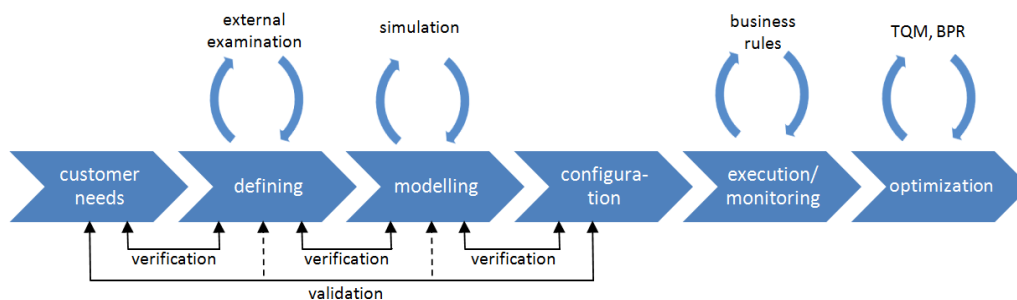 external
examination
simulation
business
rules
TQM, BPR
customer
needs
defining
modelling
configura-
tion
execution/
monitoring
optimization
verification
verification
verification
validation